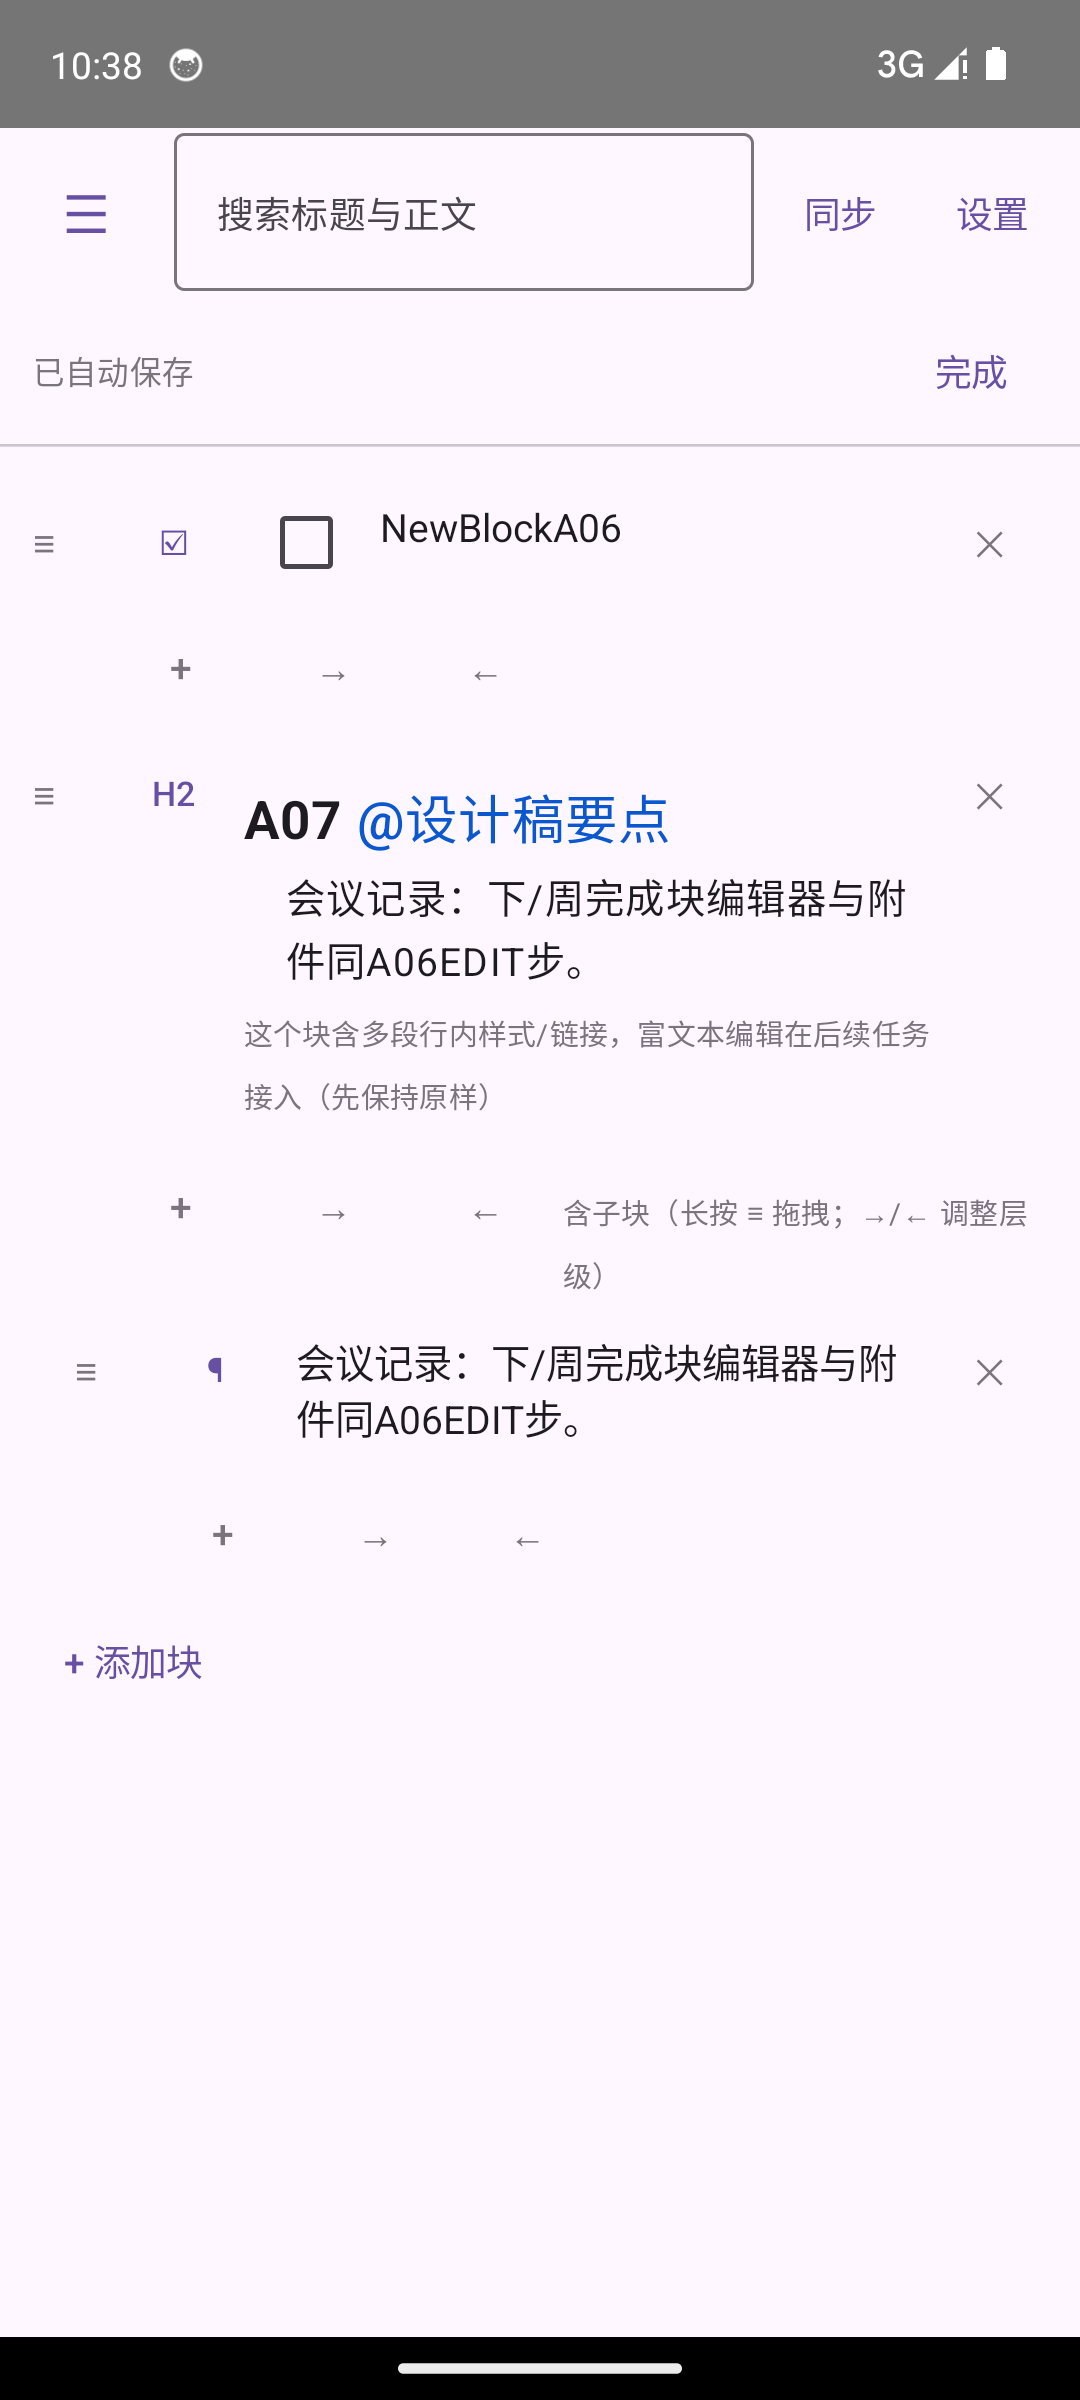 10:38 3G
☰ 搜索标题与正文 同步 设置
已自动保存 完成
≡ ☑ NewBlockA06 ×
+ → ←
≡ H2 A07 @设计稿要点 ×
会议记录：下/周完成块编辑器与附
件同A06EDIT步。
这个块含多段行内样式/链接，富文本编辑在后续任务
接入（先保持原样）
+ → ← 含子块（长按 ≡ 拖拽；→/← 调整层
级）
≡ ¶ 会议记录：下/周完成块编辑器与附 ×
件同A06EDIT步。
+ → ←
+ 添加块